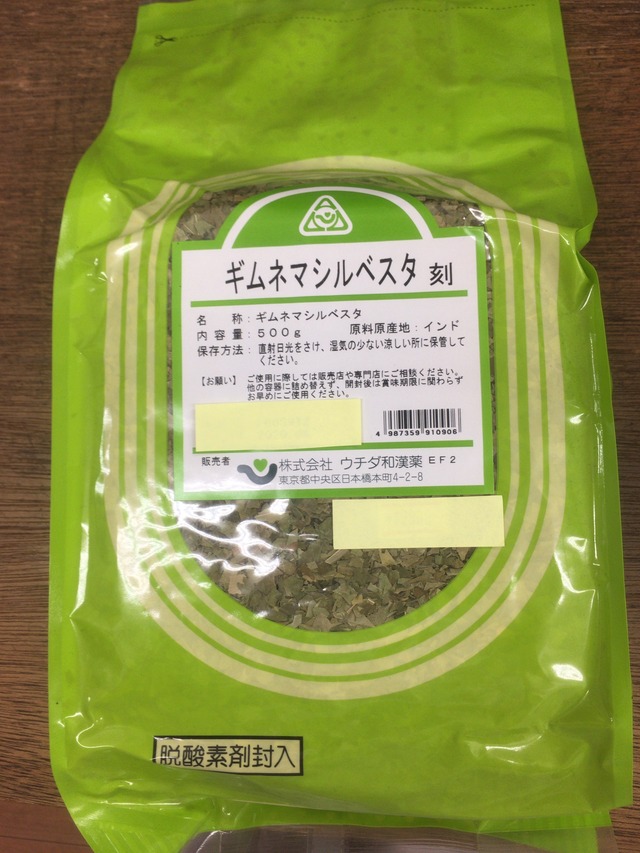 ギムネマシルベスタ 刻
名 称：ギムネマシルベスタ
内 容 量：５００ｇ 原料原産地：インド
保存方法：直射日光をさけ、湿気の少ない涼しい所に保管して
ください。
【お願い】 ご使用に際しては販売店や専門店にご相談ください。
他の容器に詰め替えず、開封後は賞味期限に関わらず
お早めにご使用ください。
4 987359 910906
販売者 株式会社 ウチダ和漢薬 ＥＦ２
東京都中央区日本橋本町4-2-8
脱酸素剤封入